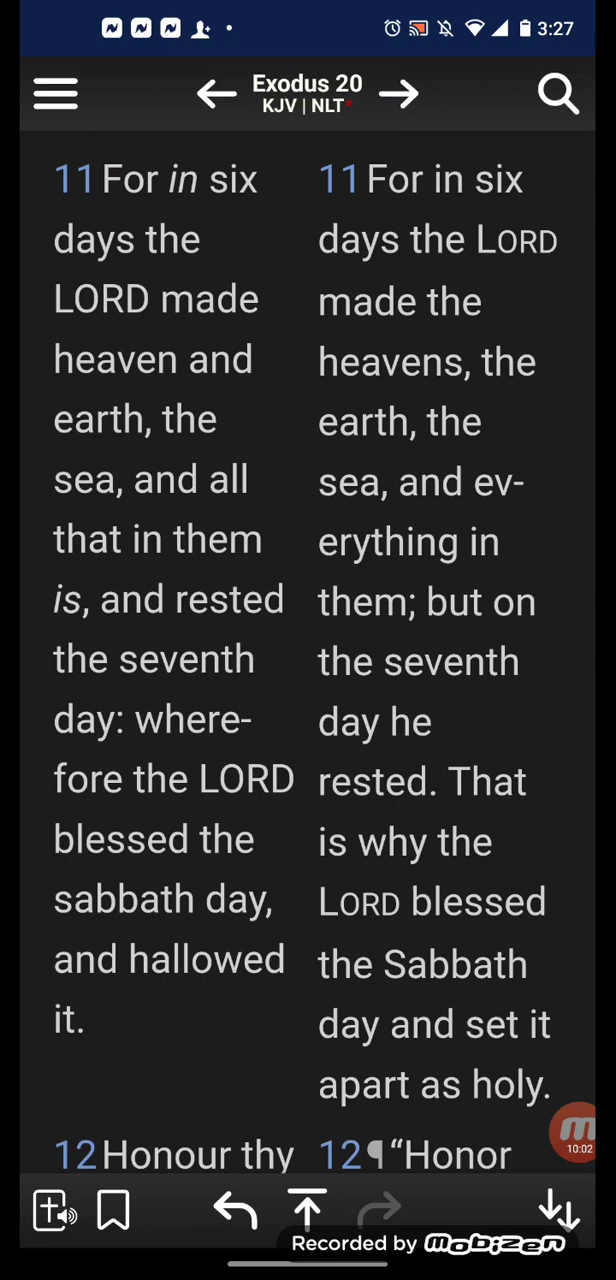 3:27
Exodus 20
KJV | NLT*
11 For in six
days the
LORD made
heaven and
earth, the
sea, and all
that in them
is, and rested
the seventh
day: where-
fore the LORD
blessed the
sabbath day,
and hallowed
it.
12 Honour thy
11 For in six
days the LORD
made the
heavens, the
earth, the
sea, and ev-
erything in
them; but on
the seventh
day he
rested. That
is why the
LORD blessed
the Sabbath
day and set it
apart as holy.
12 ¶ “Honor
10:02
Recorded by mobizen